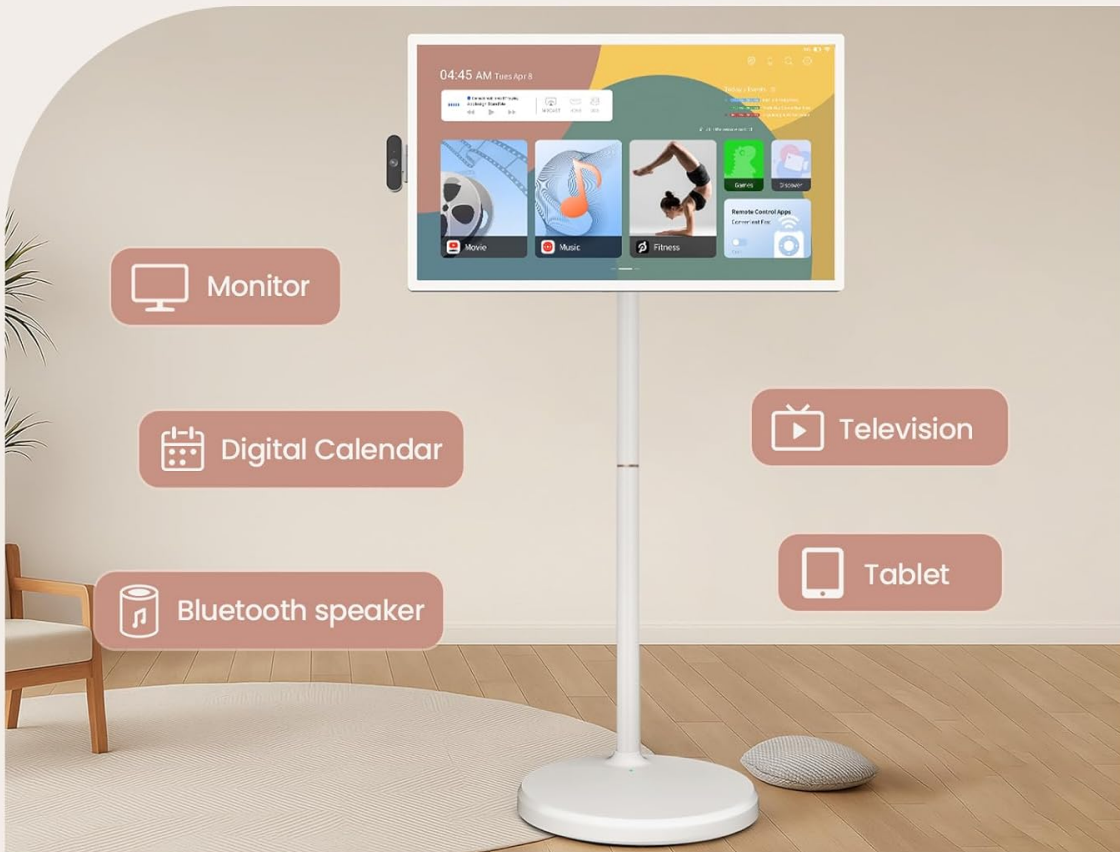 04:45 AM Tues Apr 8
Movie
Music
Fitness
Games
Discover
Remote Control Apps
Monitor
Digital Calendar
Bluetooth speaker
Television
Tablet